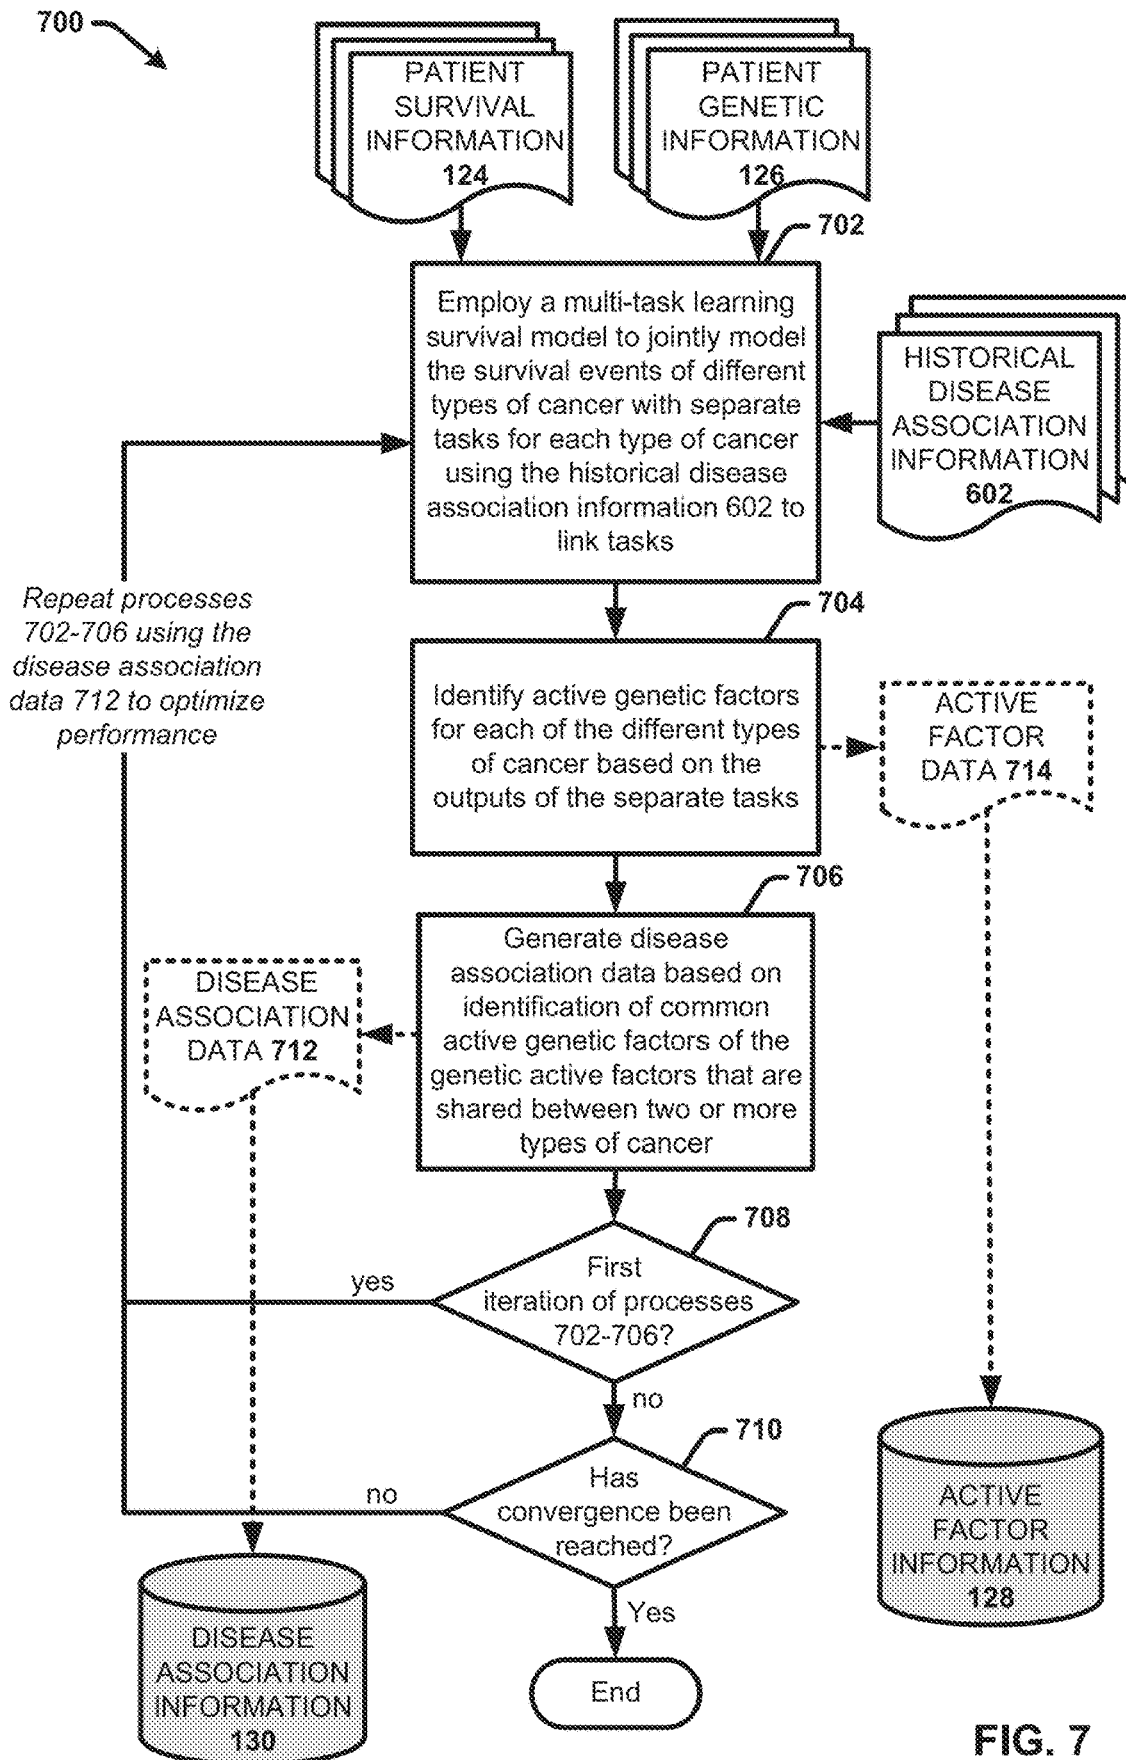 700
PATIENT
SURVIVAL
INFORMATION
124
PATIENT
GENETIC
INFORMATION
126
702
Employ a multi-task learning
survival model to jointly model
the survival events of different
types of cancer with separate
tasks for each type of cancer
using the historical disease
association information 602 to
link tasks
HISTORICAL
DISEASE
ASSOCIATION
INFORMATION
602
Repeat processes
702-706 using the
disease association
data 712 to optimize
performance
704
Identify active genetic factors
for each of the different types
of cancer based on the
outputs of the separate tasks
ACTIVE
FACTOR
DATA 714
706
Generate disease
association data based on
identification of common
active genetic factors of the
genetic active factors that are
shared between two or more
types of cancer
DISEASE
ASSOCIATION
DATA 712
708
First
iteration of processes
702-706?
yes
no
710
Has
convergence been
reached?
no
Yes
End
ACTIVE
FACTOR
INFORMATION
128
DISEASE
ASSOCIATION
INFORMATION
130
FIG. 7